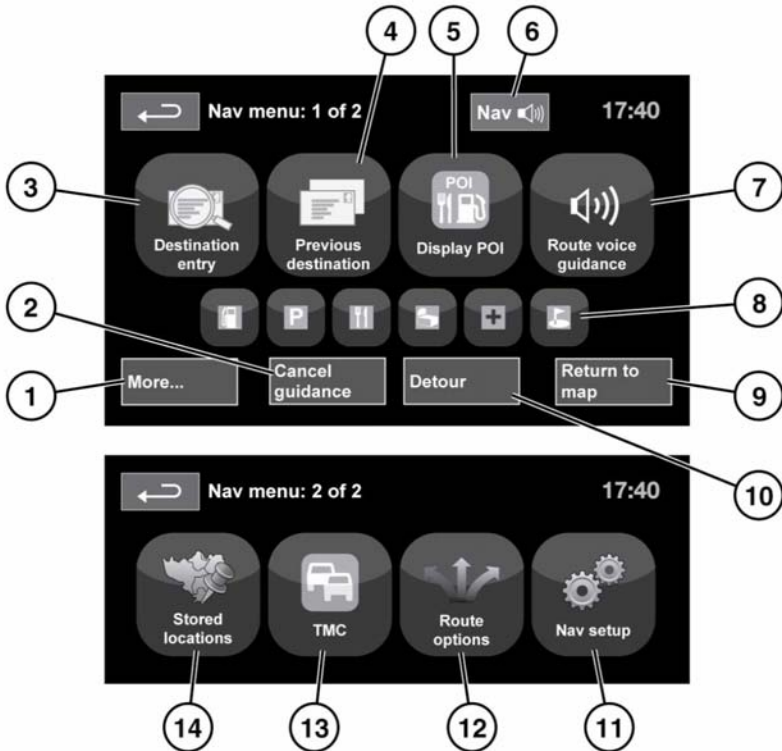 4 5 6
Nav menu: 1 of 2 Nav 17:40
3 7
POI
Destination entry Previous destination Display POI Route voice guidance
2 P 8
More... Cancel guidance Detour Return to map
1 9
10
Nav menu: 2 of 2 17:40
Stored locations TMC Route options Nav setup
14 13 12 11